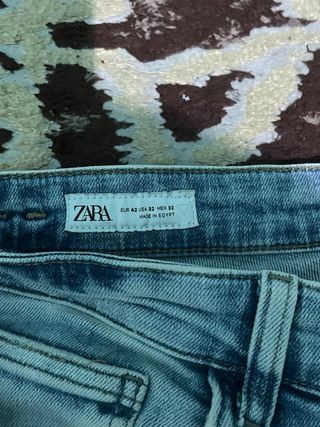 ZARA
EUR 42 USA 32 MEX 32
MADE IN EGYPT